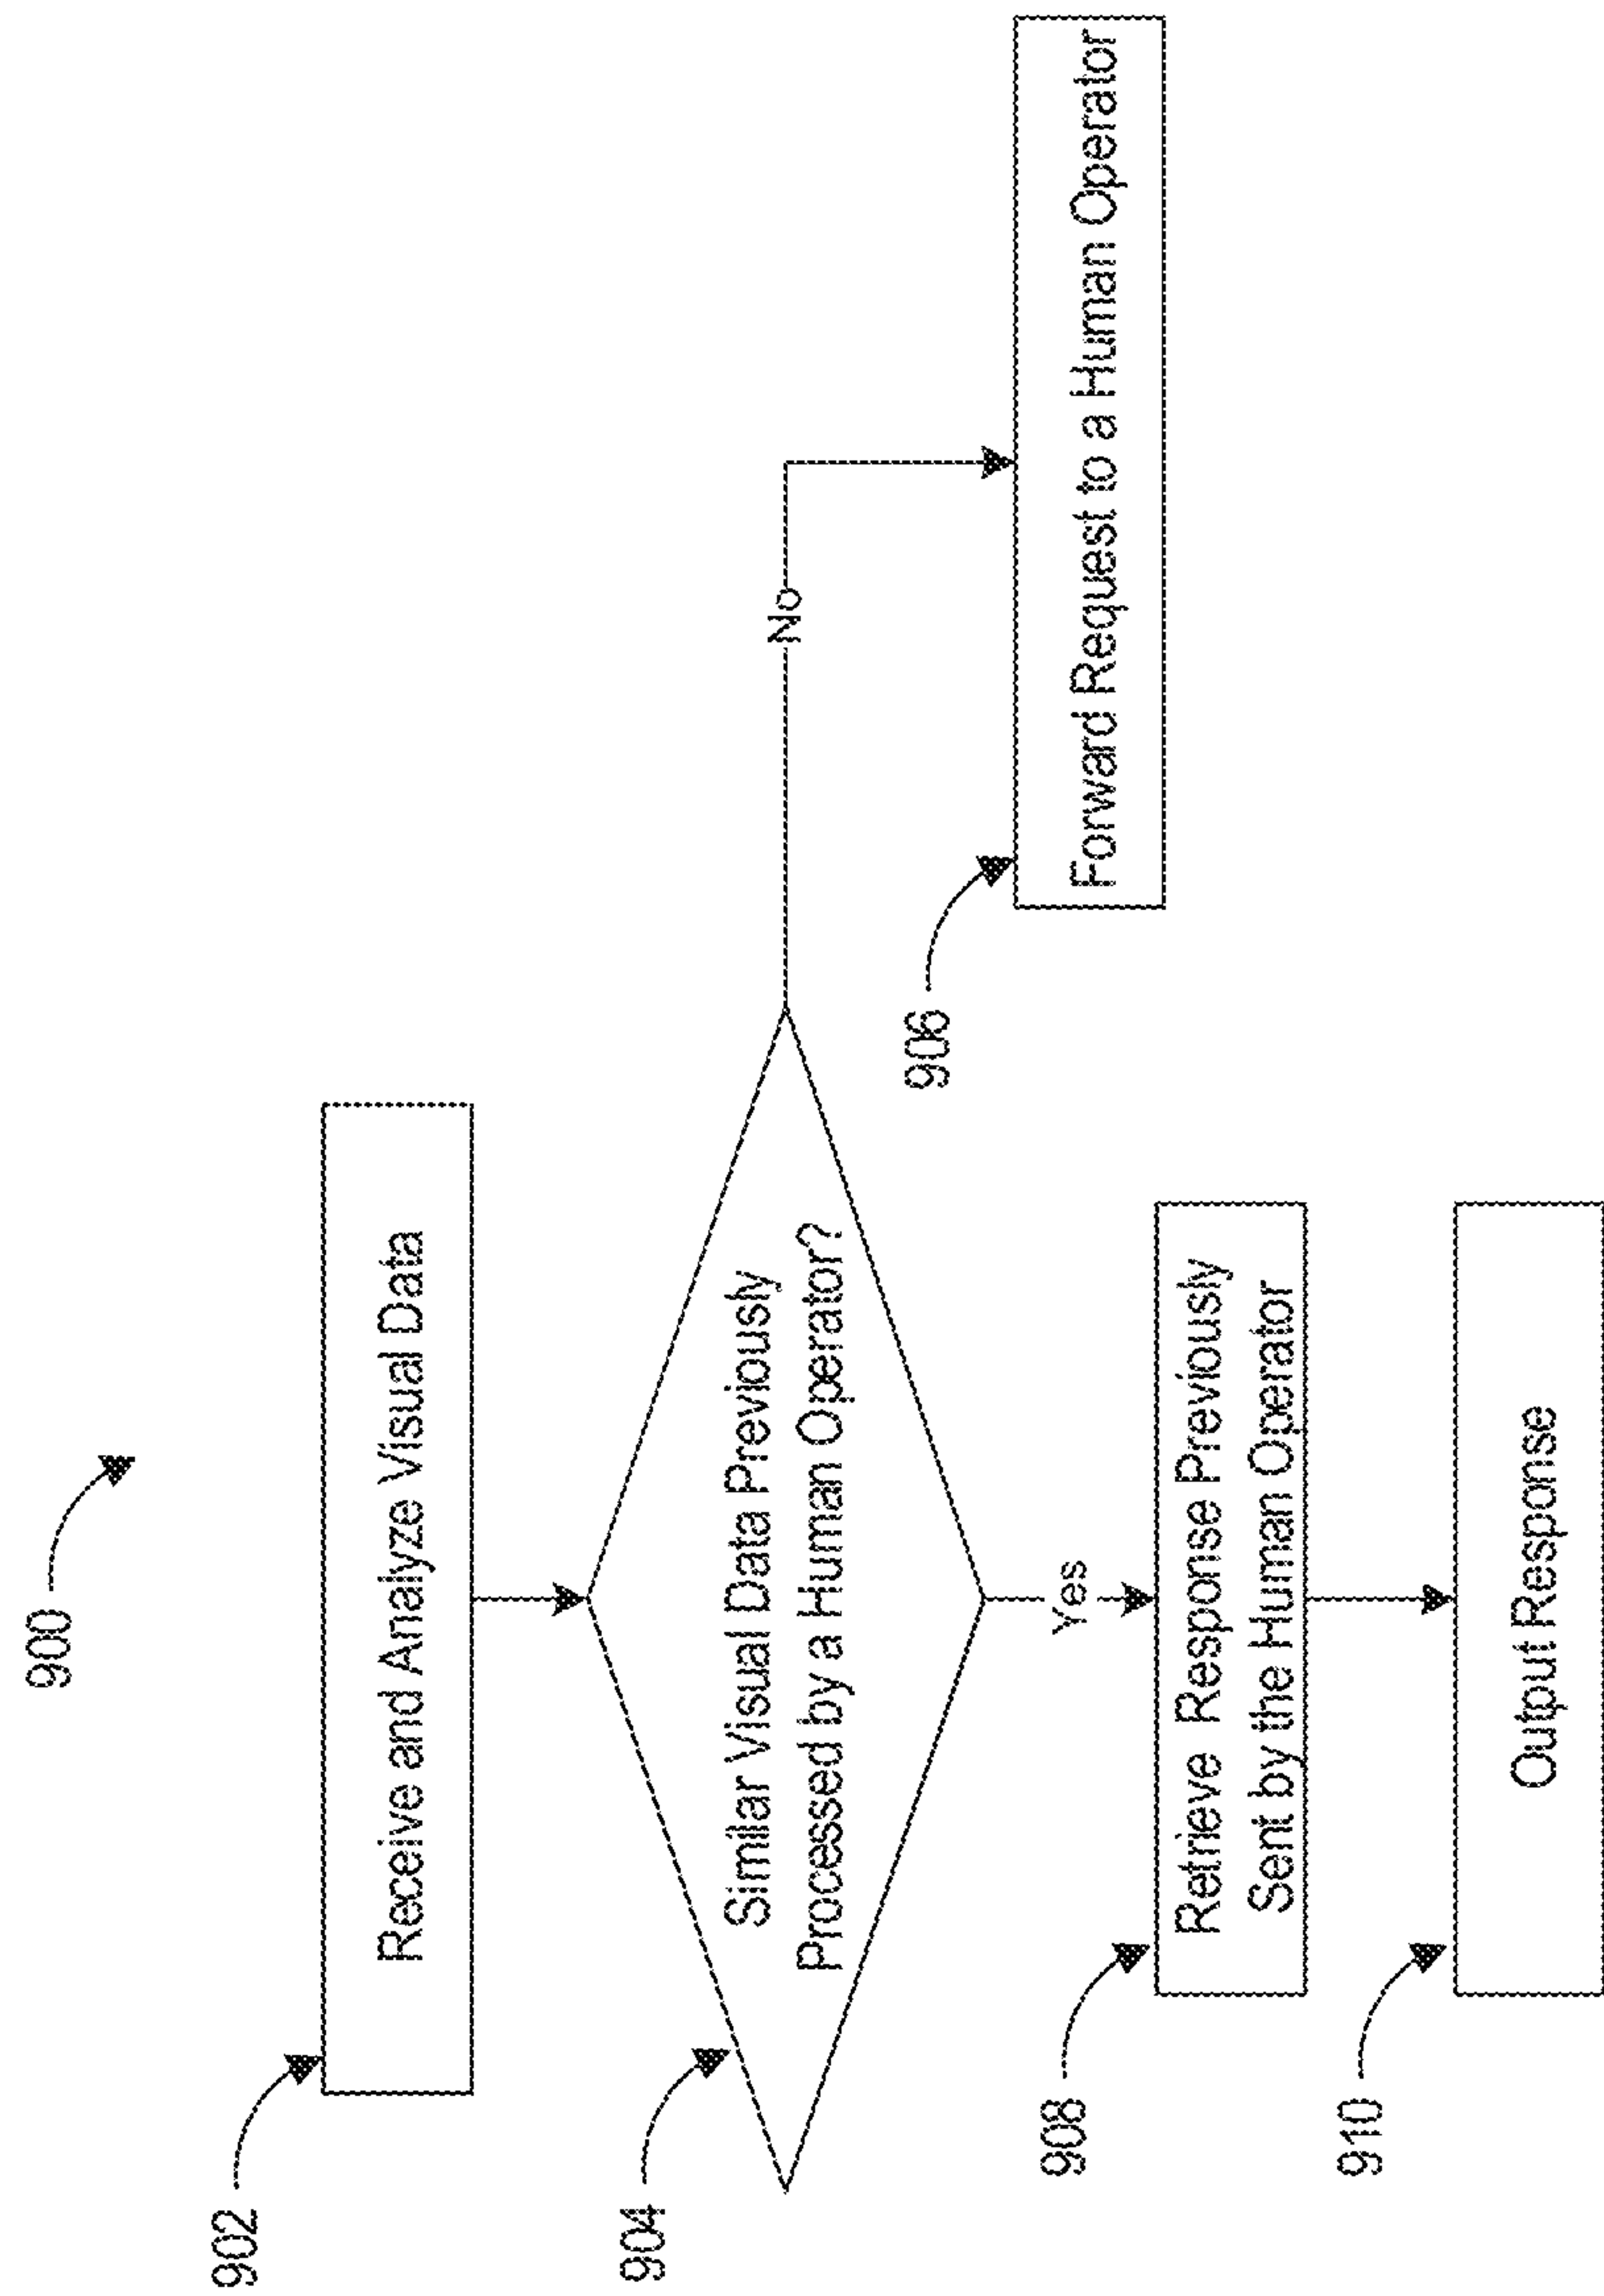 900
902
Receive and Analyze Visual Data
904
Similar Visual Data Previously
Processed by a Human Operator?
No
906
Forward Request to a Human Operator
Yes
908
Retrieve Response Previously
Sent by the Human Operator
910
Output Response